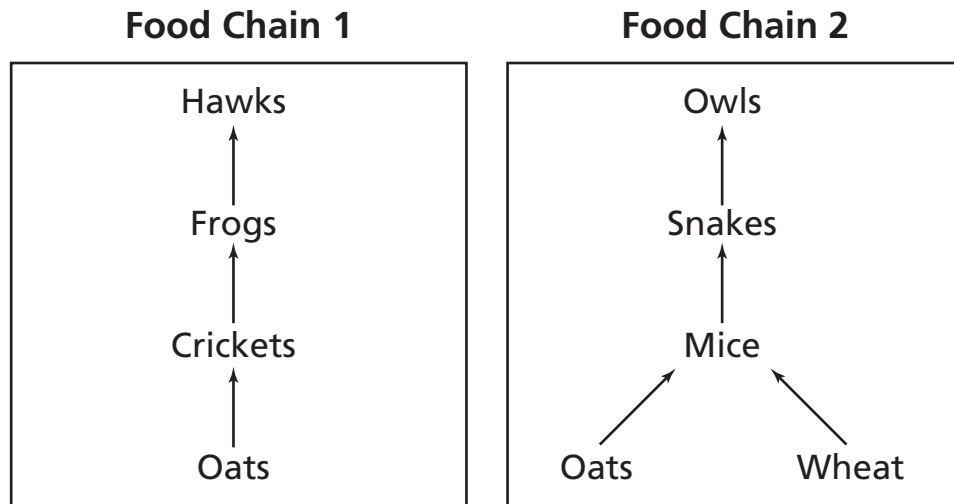 Food Chain 1
Hawks
Frogs
Crickets
Oats
Food Chain 2
Owls
Snakes
Mice
Oats Wheat